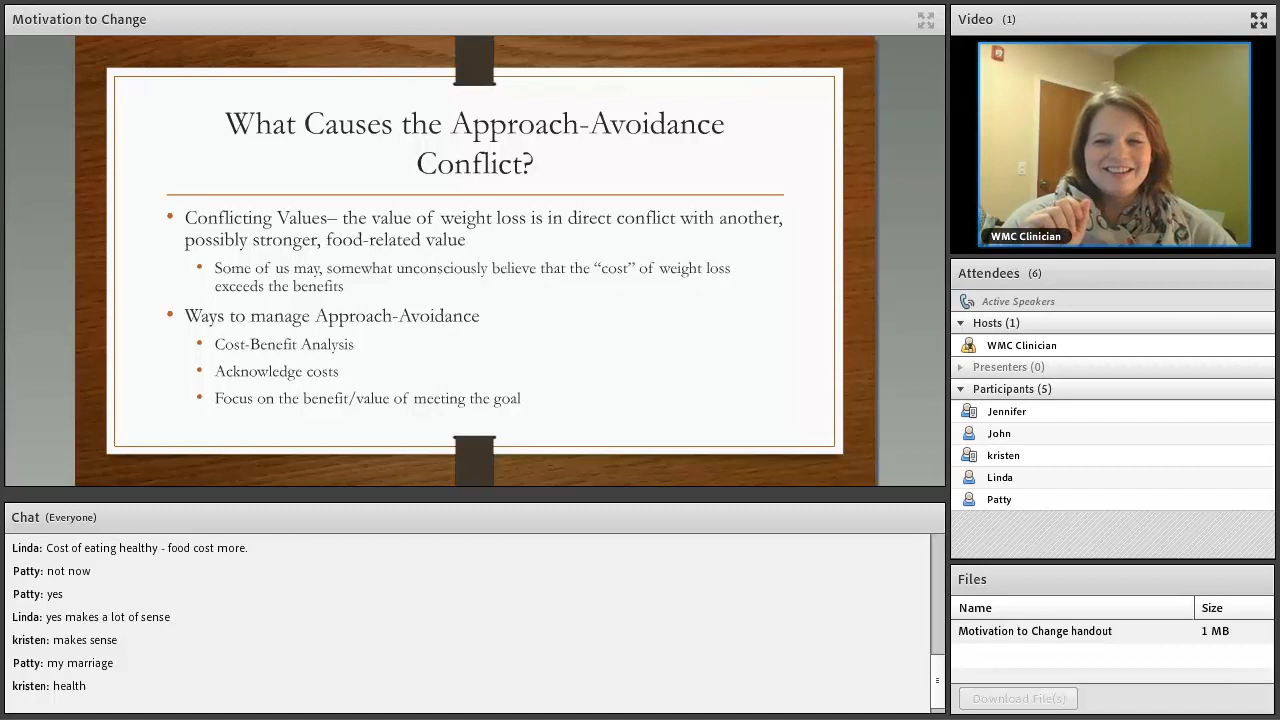 Motivation to Change
What Causes the Approach-Avoidance
Conflict?
• Conflicting Values– the value of weight loss is in direct conflict with another,
possibly stronger, food-related value
• Some of us may, somewhat unconsciously believe that the “cost” of weight loss
exceeds the benefits
• Ways to manage Approach-Avoidance
• Cost-Benefit Analysis
• Acknowledge costs
• Focus on the benefit/value of meeting the goal
Chat (Everyone)
Linda: Cost of eating healthy - food cost more.
Patty: not now
Patty: yes
Linda: yes makes a lot of sense
kristen: makes sense
Patty: my marriage
kristen: health
Video (1)
WMC Clinician
Attendees (6)
Active Speakers
Hosts (1)
WMC Clinician
Presenters (0)
Participants (5)
Jennifer
John
kristen
Linda
Patty
Files
Name Size
Motivation to Change handout 1 MB
Download File(s)